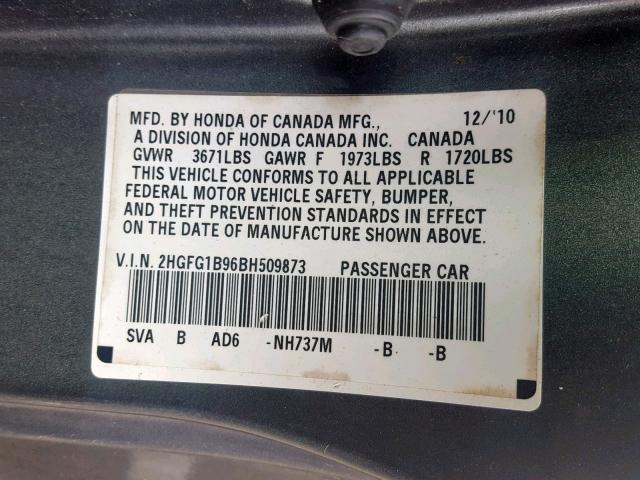 MFD. BY HONDA OF CANADA MFG., 12/'10
A DIVISION OF HONDA CANADA INC. CANADA
GVWR 3671LBS GAWR F 1973LBS R 1720LBS
THIS VEHICLE CONFORMS TO ALL APPLICABLE
FEDERAL MOTOR VEHICLE SAFETY, BUMPER,
AND THEFT PREVENTION STANDARDS IN EFFECT
ON THE DATE OF MANUFACTURE SHOWN ABOVE.
V.I.N. 2HGFG1B96BH509873 PASSENGER CAR
SVA B AD6 -NH737M -B -B